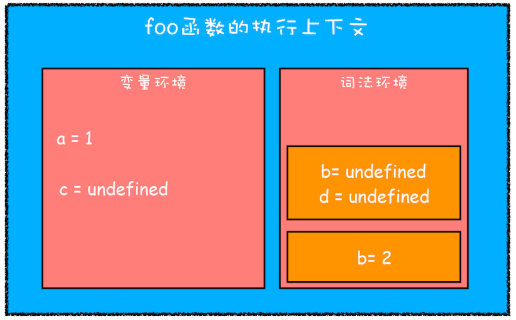 foo函数的执行上下文
变量环境
a = 1
c = undefined
词法环境
b= undefined
d = undefined
b= 2